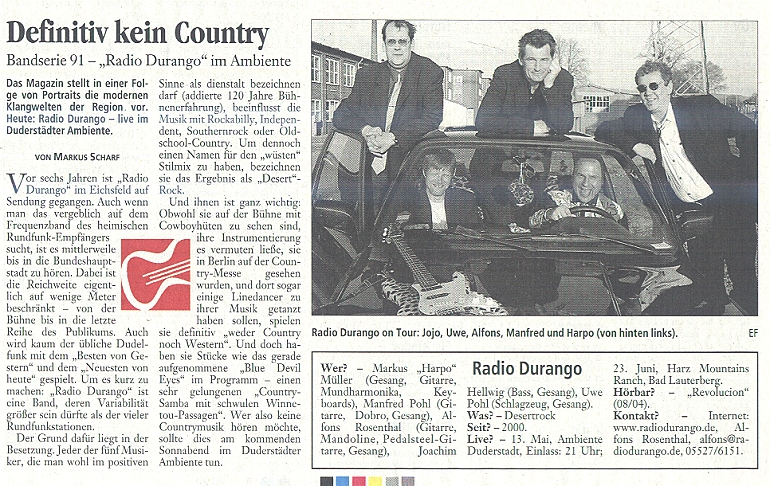 Definitiv kein Country
Bandserie 91 – „Radio Durango“ im Ambiente
Das Magazin stellt in einer Fol-
ge von Portraits die modernen
Klangwelten der Region vor.
Heute: Radio Durango – live im
Duderstädter Ambiente.
VON MARKUS SCHARF
Vor sechs Jahren ist „Radio
Durango“ im Eichsfeld auf
Sendung gegangen. Auch wenn
man das vergeblich auf dem
Frequenzband des heimischen
Rundfunk-Empfängers
sucht, ist es mittlerweile
bis in die Bundeshaupt-
stadt zu hören. Dabei ist
die Reichweite eigent-
lich auf wenige Meter
beschränkt – von der
Bühne bis in die letzte
Reihe des Publikums. Auch
wird kaum der übliche Dudel-
funk mit dem „Besten von Ge-
stern“ und dem „Neuesten von
heute“ gespielt. Um es kurz zu
machen: „Radio Durango“ ist
eine Band, deren Variabilität
größer sein dürfte als der vieler
Rundfunkstationen.
Der Grund dafür liegt in der
Besetzung. Jeder der fünf Musi-
ker, die man wohl im positiven
Sinne als dienstalt bezeichnen
darf (addierte 120 Jahre Büh-
nenerfahrung), beeinflusst die
Musik mit Rockabilly, Indepen-
dent, Southernrock oder Old-
school-Country. Um dennoch
einen Namen für den „wüsten“
Stilmix zu haben, bezeichnen
sie das Ergebnis als „Desert“-
Rock.
Und ihnen ist ganz wichtig:
Obwohl sie auf der Bühne mit
Cowboyhüten zu sehen sind,
ihre Instrumentierung
es vermuten ließe, sie
in Berlin auf der Coun-
try-Messe gesehen
wurden, und dort sogar
einige Linedancer zu
ihrer Musik getanzt
haben sollen, spielen
sie definitiv „weder Country
noch Western“. Und doch ha-
ben sie Stücke wie das gerade
aufgenommene „Blue Devil
Eyes“ im Programm – einen
sehr gelungenen „Country-
Samba mit schwulen Winne-
tou-Passagen“. Wer also keine
Countrymusik hören möchte,
sollte dies am kommenden
Sonnabend im Duderstädter
Ambiente tun.
Radio Durango on Tour: Jojo, Uwe, Alfons, Manfred und Harpo (von hinten links).
EF
Radio Durango
Wer? – Markus „Harpo“
Müller (Gesang, Gitarre,
Mundharmonika, Key-
boards), Manfred Pohl (Gi-
tarre, Dobro, Gesang), Al-
fons Rosenthal (Gitarre,
Mandoline, Pedalsteel-Gi-
tarre, Gesang), Joachim
Hellwig (Bass, Gesang), Uwe
Pohl (Schlagzeug, Gesang).
Was? – Desertrock
Seit? – 2000.
Live? – 13. Mai, Ambiente
Duderstadt, Einlass: 21 Uhr;
23. Juni, Harz Mountains
Ranch, Bad Lauterberg.
Hörbar? – „Revolucion“
(08/04).
Kontakt? – Internet:
www.radiodurango.de, Al-
fons Rosenthal, alfons@ra-
diodurango.de, 05527/6151.